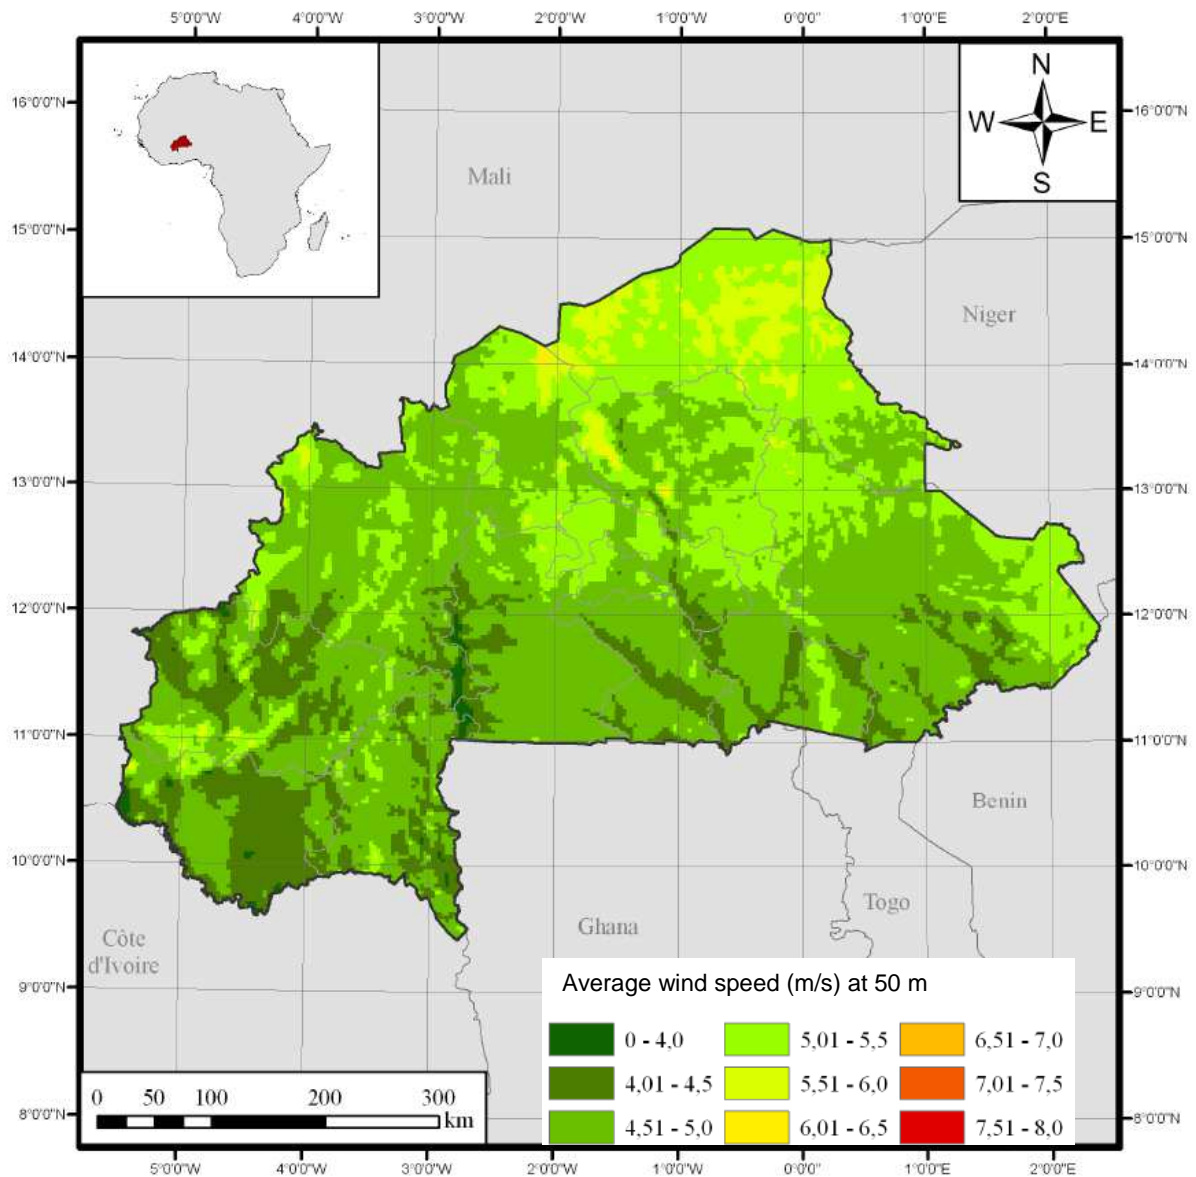 5°0'0"W 4°0'0"W 3°0'0"W 2°0'0"W 1°0'0"W 0°0'0" 1°0'0"E 2°0'0"E
N
W E
S
16°0'0"N 16°0'0"N
Mali
15°0'0"N 15°0'0"N
Niger
14°0'0"N 14°0'0"N
13°0'0"N 13°0'0"N
12°0'0"N 12°0'0"N
11°0'0"N 11°0'0"N
Benin
10°0'0"N 10°0'0"N
Togo
Ghana
Côte
d'Ivoire
9°0'0"N 9°0'0"N
Average wind speed (m/s) at 50 m
0 - 4,0 5,01 - 5,5 6,51 - 7,0
4,01 - 4,5 5,51 - 6,0 7,01 - 7,5
4,51 - 5,0 6,01 - 6,5 7,51 - 8,0
0 50 100 200 300
km
8°0'0"N 8°0'0"N
5°0'0"W 4°0'0"W 3°0'0"W 2°0'0"W 1°0'0"W 0°0'0" 1°0'0"E 2°0'0"E